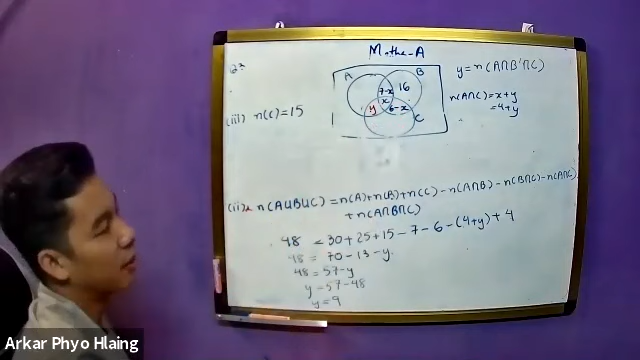 Maths-A
A
B
7-x
16
x
y
6-x
C
y = n(A∩B'∩C)
n(A∩C) = x+y
= 4+y
(iii) n(C) = 15
(ii) n(A∪B∪C) = n(A)+n(B)+n(C) - n(A∩B) - n(B∩C) - n(A∩C)
+ n(A∩B∩C)
48 = 30+25+15-7-6-(4+y)+4
48 = 70-13-y.
48 = 57-y
y = 57-48
y = 9
Arkar Phyo Hlaing